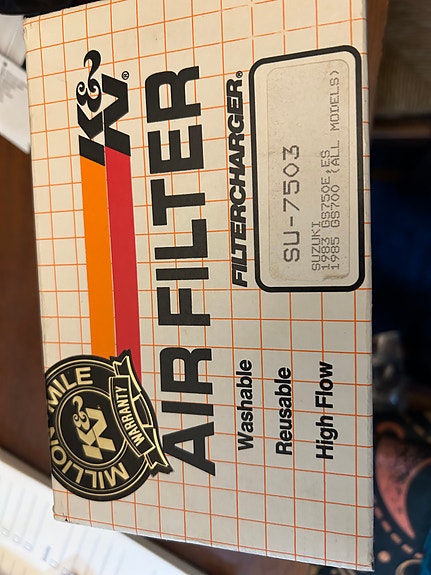 K&N®
AIR FILTER
FILTERCHARGER®
SU-7503
SUZUKI
1983 GS750E,ES
1985 GS700 (ALL MODELS)
Washable
Reusable
High Flow
MILLION MILE
K&N
WARRANTY